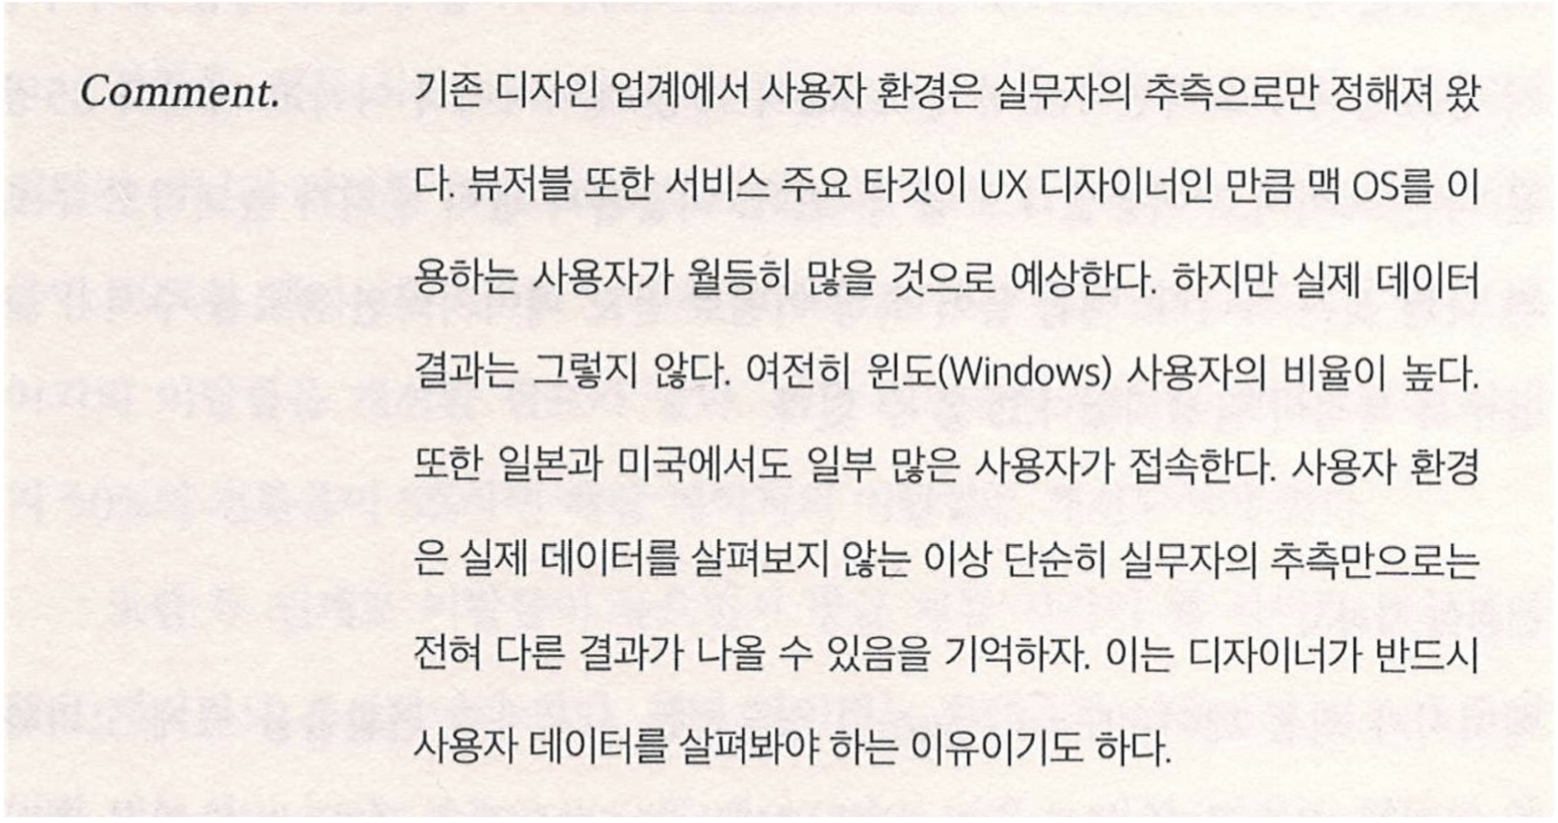 Comment.
기존 디자인 업계에서 사용자 환경은 실무자의 추측으로만 정해져 왔
다. 뷰저블 또한 서비스 주요 타깃이 UX 디자이너인 만큼 맥 OS를 이
용하는 사용자가 월등히 많을 것으로 예상한다. 하지만 실제 데이터
결과는 그렇지 않다. 여전히 윈도(Windows) 사용자의 비율이 높다.
또한 일본과 미국에서도 일부 많은 사용자가 접속한다. 사용자 환경
은 실제 데이터를 살펴보지 않는 이상 단순히 실무자의 추측만으로는
전혀 다른 결과가 나올 수 있음을 기억하자. 이는 디자이너가 반드시
사용자 데이터를 살펴봐야 하는 이유이기도 하다.